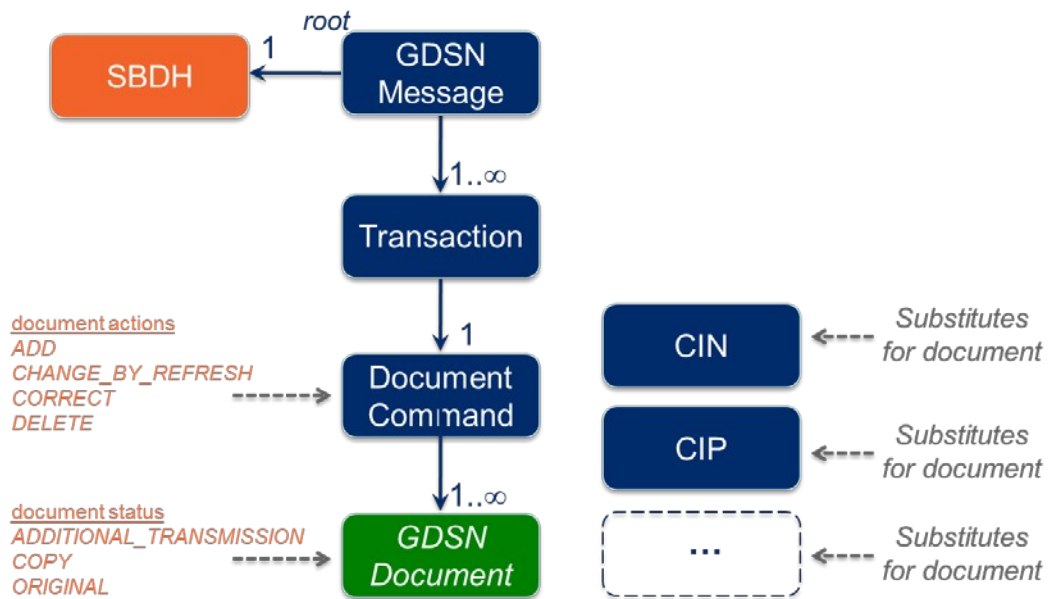 root
1
SBDH
GDSN
Message
1..∞
Transaction
document actions
ADD
CHANGE_BY_REFRESH
CORRECT
DELETE
1
Document
Command
CIN
Substitutes
for document
CIP
Substitutes
for document
1..∞
document status
ADDITIONAL_TRANSMISSION
COPY
ORIGINAL
GDSN
Document
...
Substitutes
for document